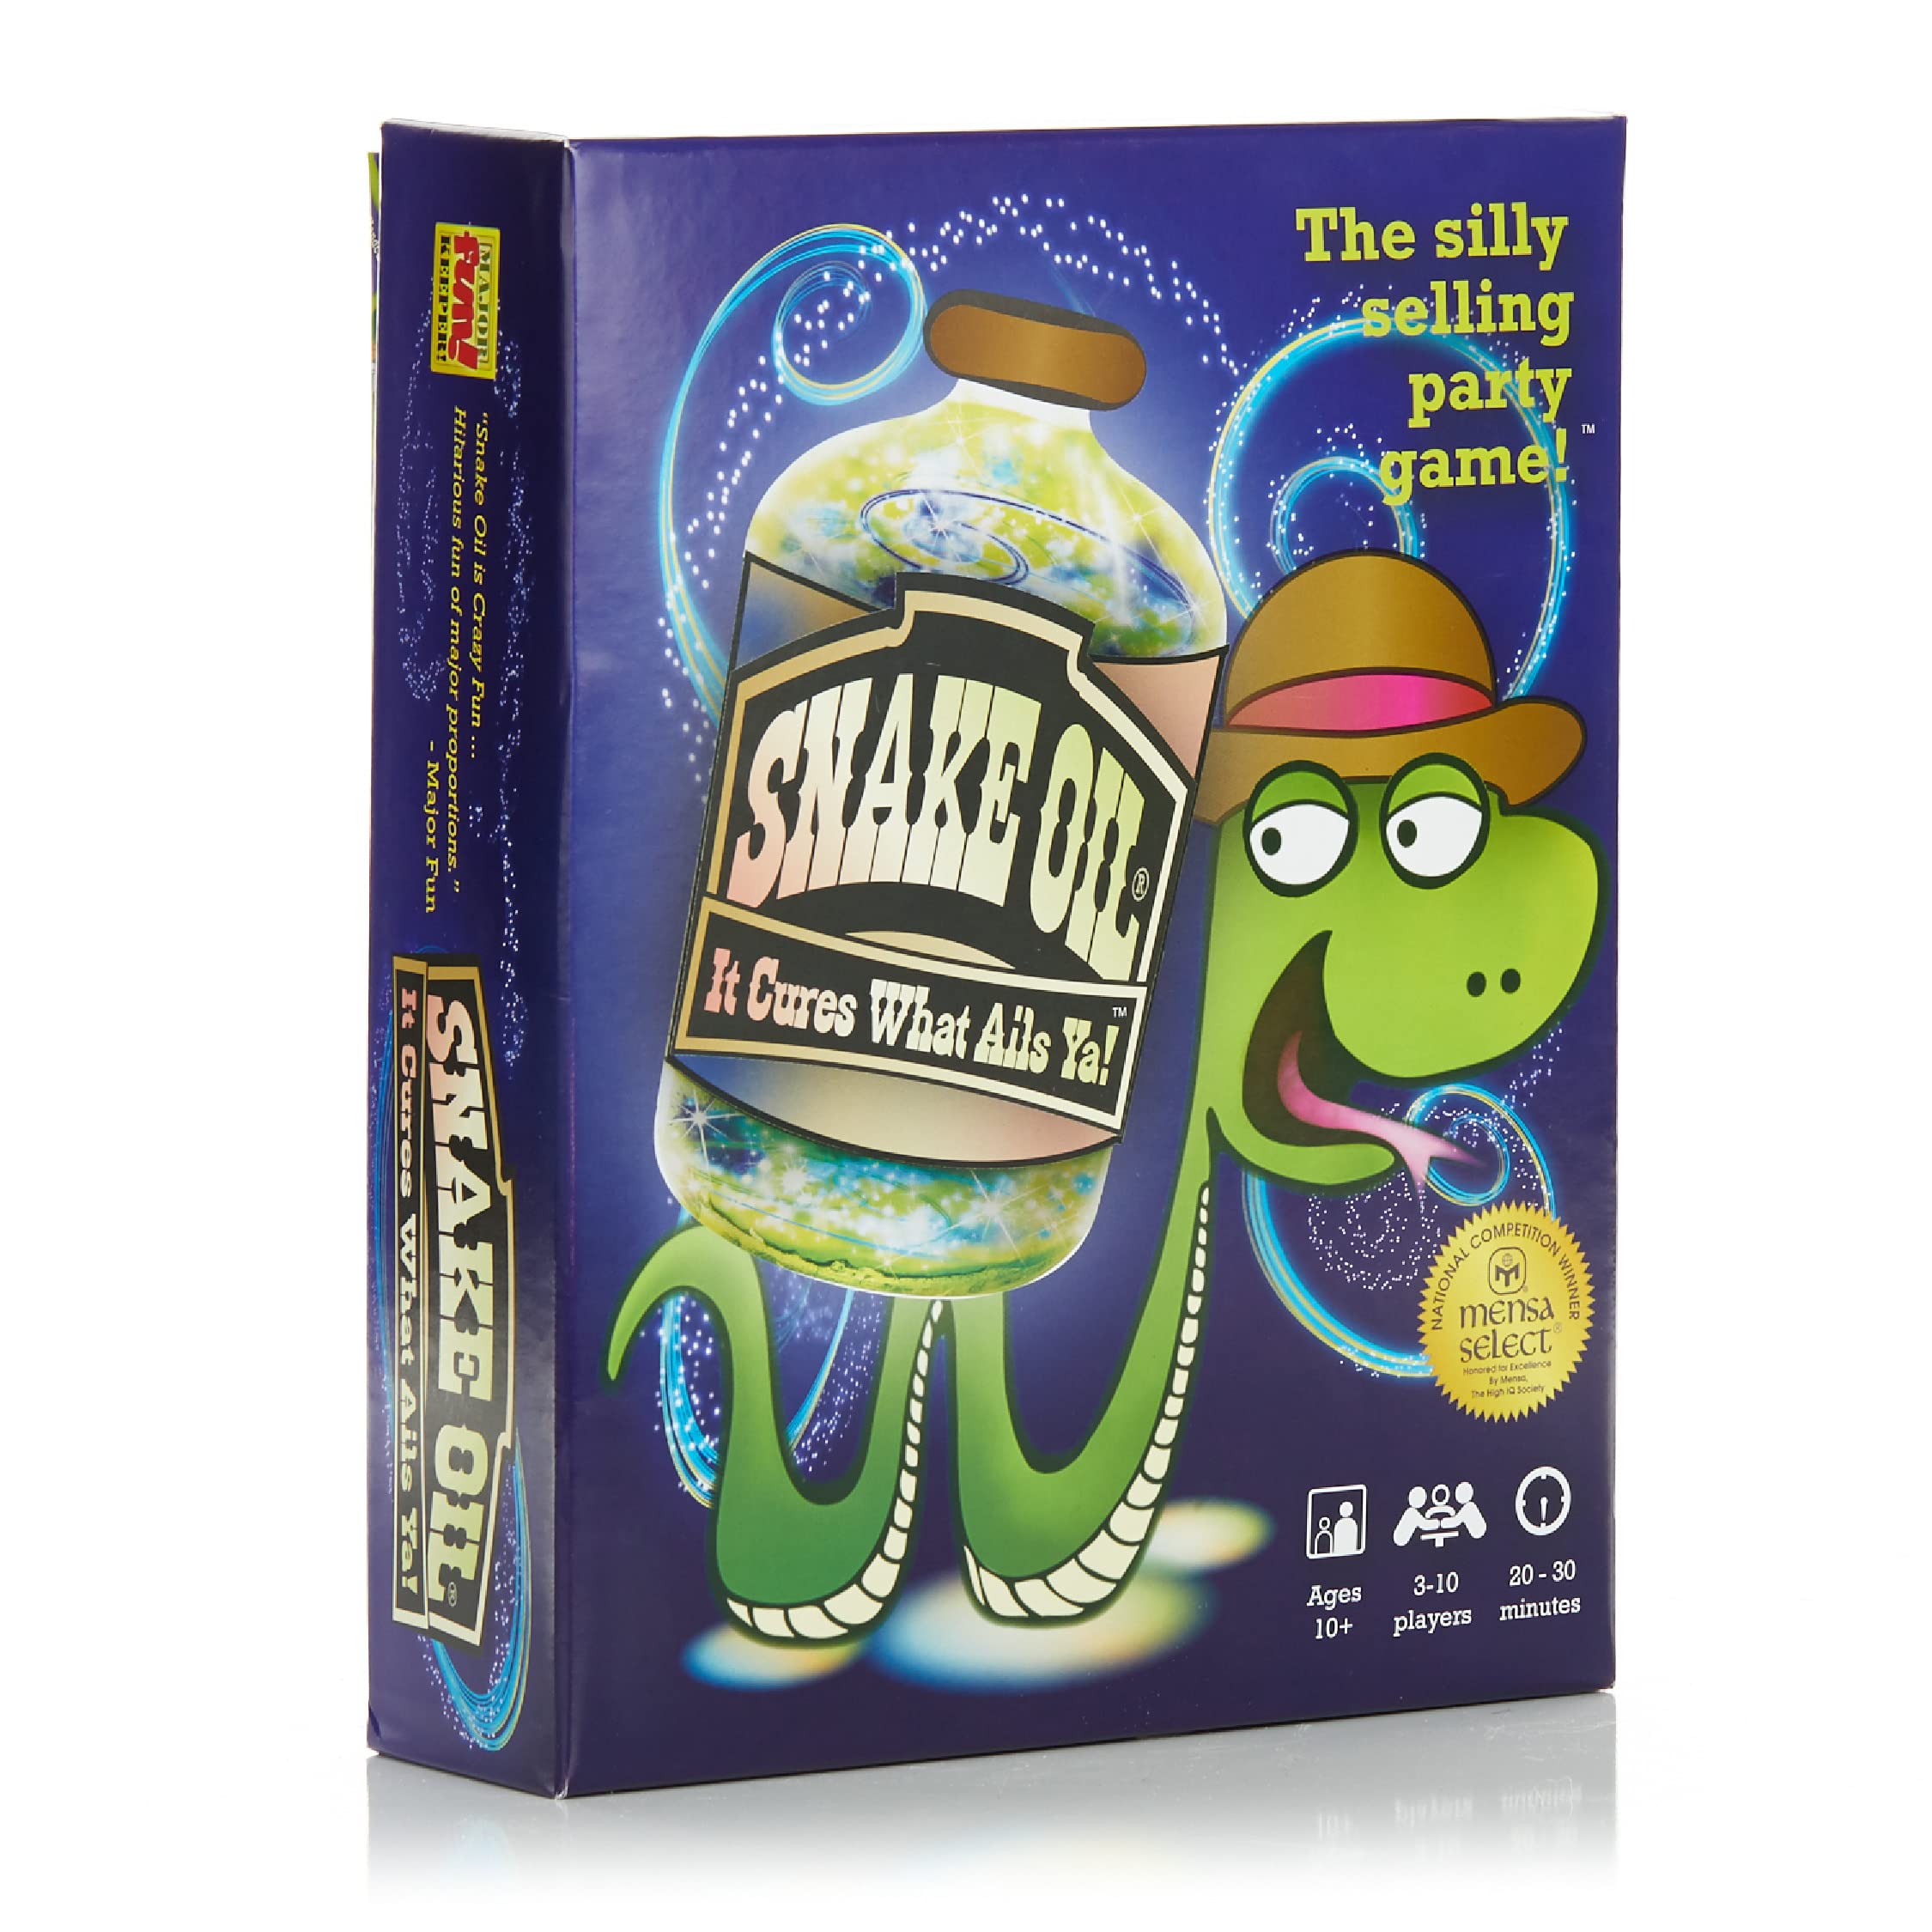 MAJOR
FUN!
KEEPER!
"Snake Oil is Crazy Fun ...
Hilarious fun of major proportions."
- Major Fun
SNAKE OIL®
It Cures What Ails Ya!
The silly
selling
party
game!™
SNAKE OIL®
It Cures What Ails Ya!™
NATIONAL COMPETITION WINNER
mensa
SELECT®
Honored for Excellence
By Mensa,
The High IQ Society
Ages
10+
3-10
players
20 - 30
minutes